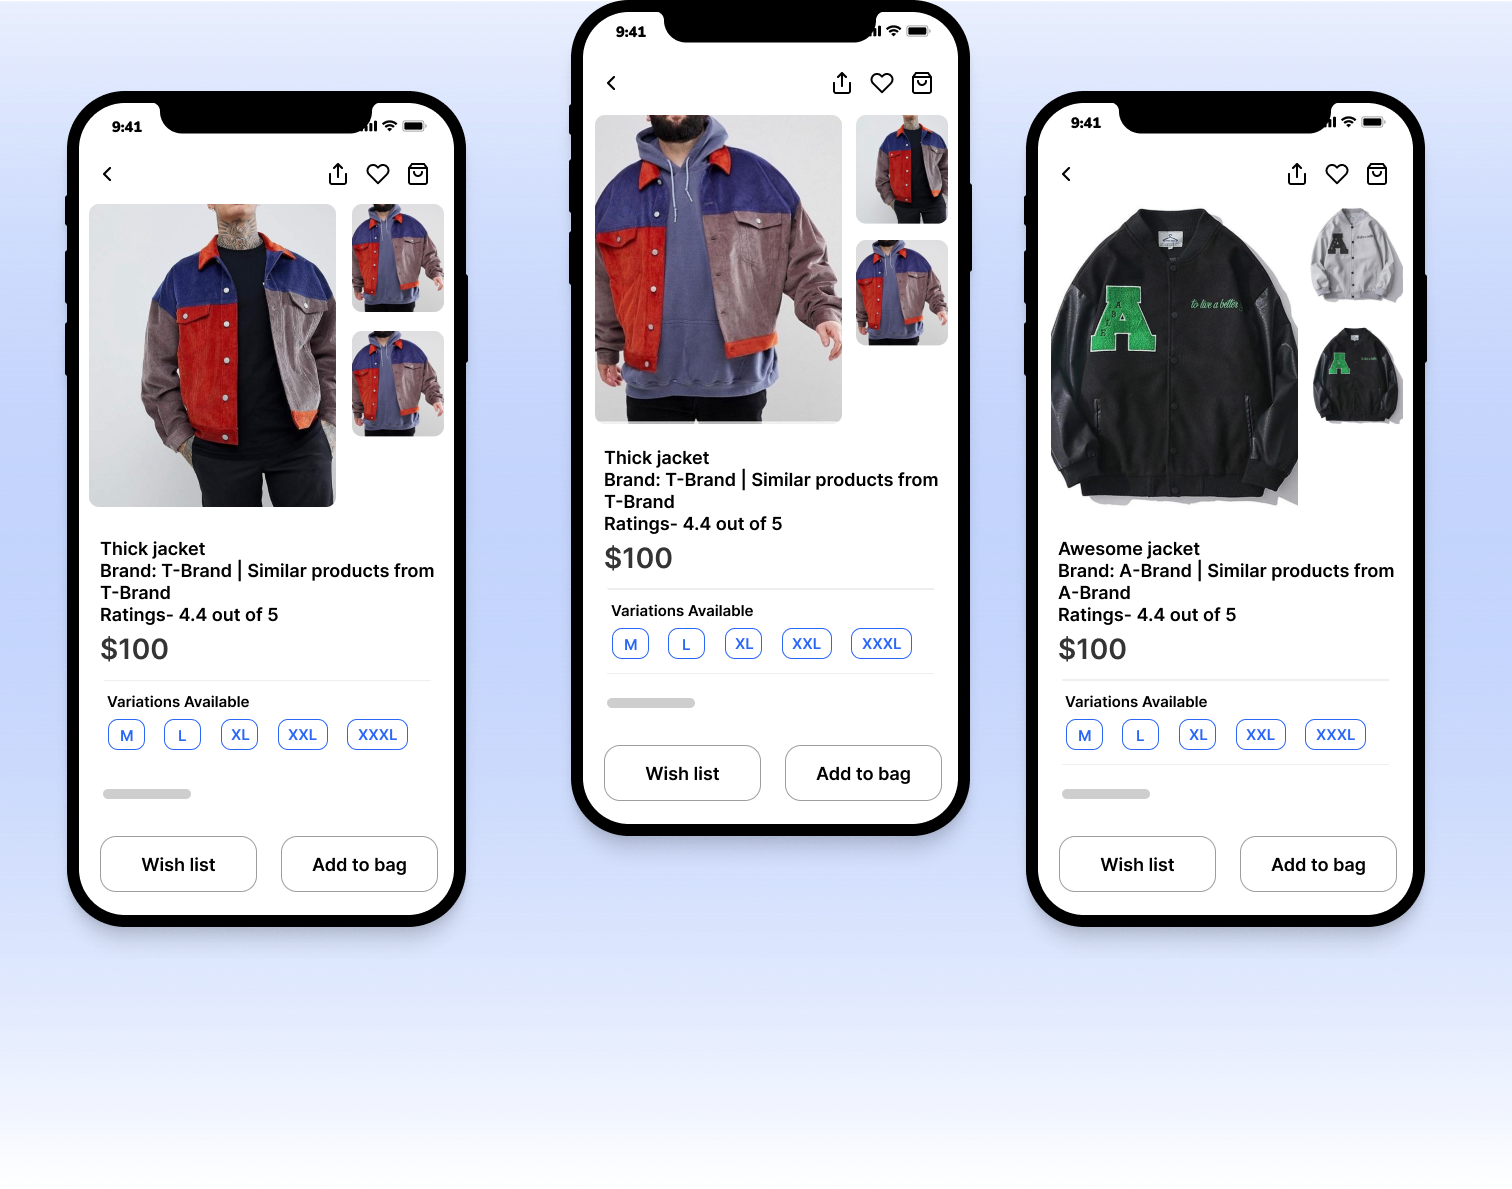 9:41
Thick jacket
Brand: T-Brand | Similar products from
T-Brand
Ratings- 4.4 out of 5
$100
Variations Available
M L XL XXL XXXL
Wish list Add to bag
9:41
Thick jacket
Brand: T-Brand | Similar products from
T-Brand
Ratings- 4.4 out of 5
$100
Variations Available
M L XL XXL XXXL
Wish list Add to bag
9:41
A
to live a better
A
A
Awesome jacket
Brand: A-Brand | Similar products from
A-Brand
Ratings- 4.4 out of 5
$100
Variations Available
M L XL XXL XXXL
Wish list Add to bag